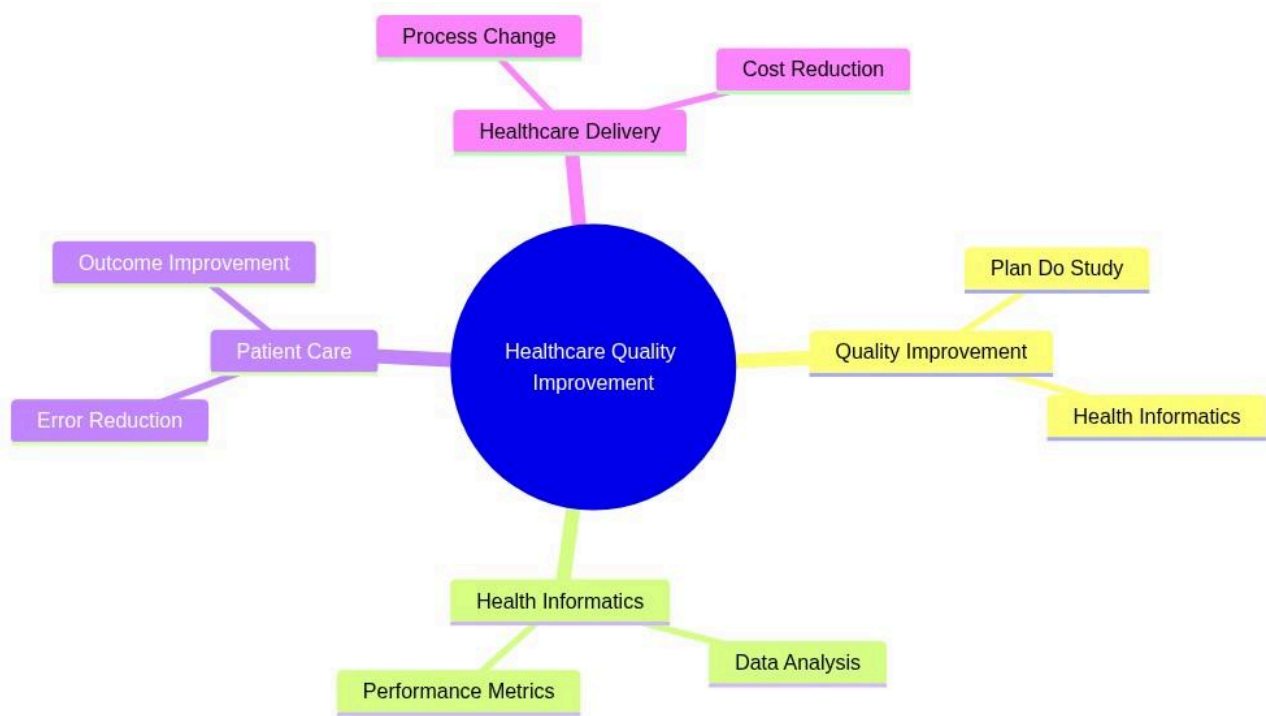 Process Change
Cost Reduction
Healthcare Delivery
Outcome Improvement
Plan Do Study
Patient Care
Healthcare Quality
Improvement
Quality Improvement
Error Reduction
Health Informatics
Health Informatics
Data Analysis
Performance Metrics